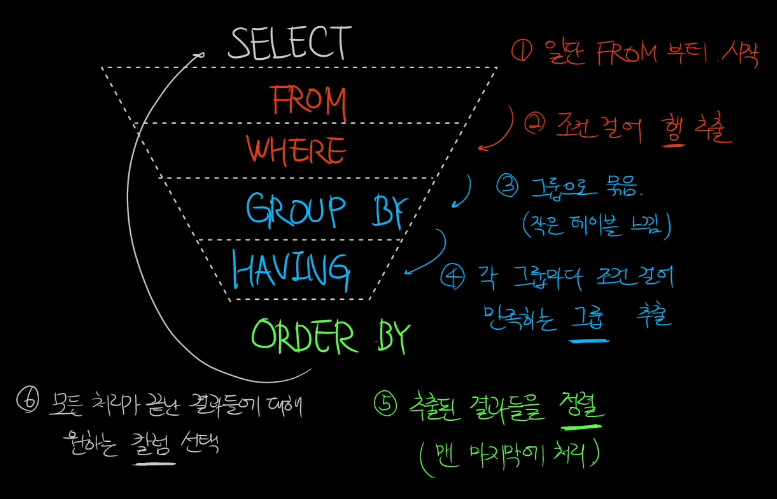 SELECT
① 일단 FROM 부터 시작
FROM
② 조건 걸어 행 추출
WHERE
③ 그룹으로 묶음.
(작은 테이블 느낌)
GROUP BY
④ 각 그룹마다 조건 걸어
만족하는 그룹 추출
HAVING
ORDER BY
⑤ 추출된 결과들을 정렬
(맨 마지막에 처리)
⑥ 모든 처리가 끝난 결과들에 대해
원하는 칼럼 선택